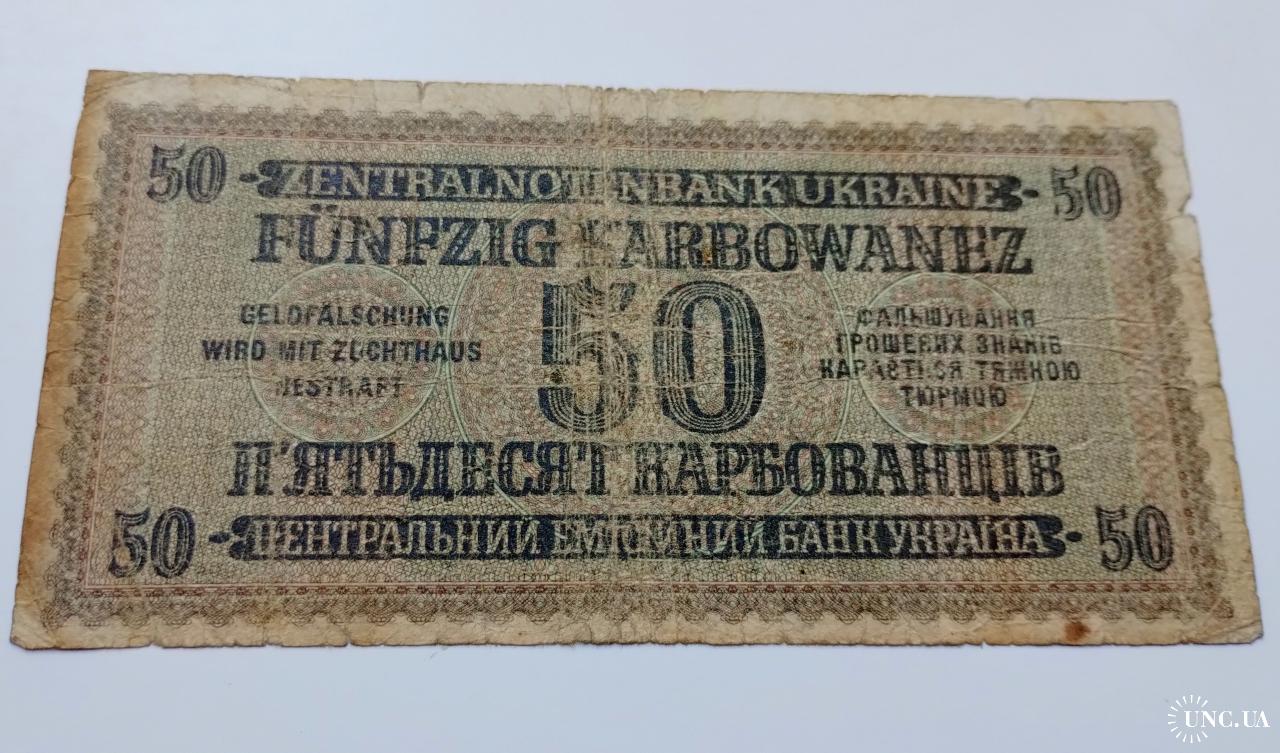 50 - ZENTRALNOTENBANK UKRAINE - 50
FÜNFZIG KARBOWANEZ
50
GELDFÄLSCHUNG
WIRD MIT ZUCHTHAUS
BESTRAFT
ФАЛЬШУВАННЯ
ГРОШЕВИХ ЗНАКІВ
КАРАЄТЬСЯ ТЯЖКОЮ
ТЮРМОЮ
П'ЯТЬДЕСЯТ КАРБОВАНЦІВ
50 - ЦЕНТРАЛЬНИЙ ЕМІСІЙНИЙ БАНК УКРАЇНА - 50
UNC.UA